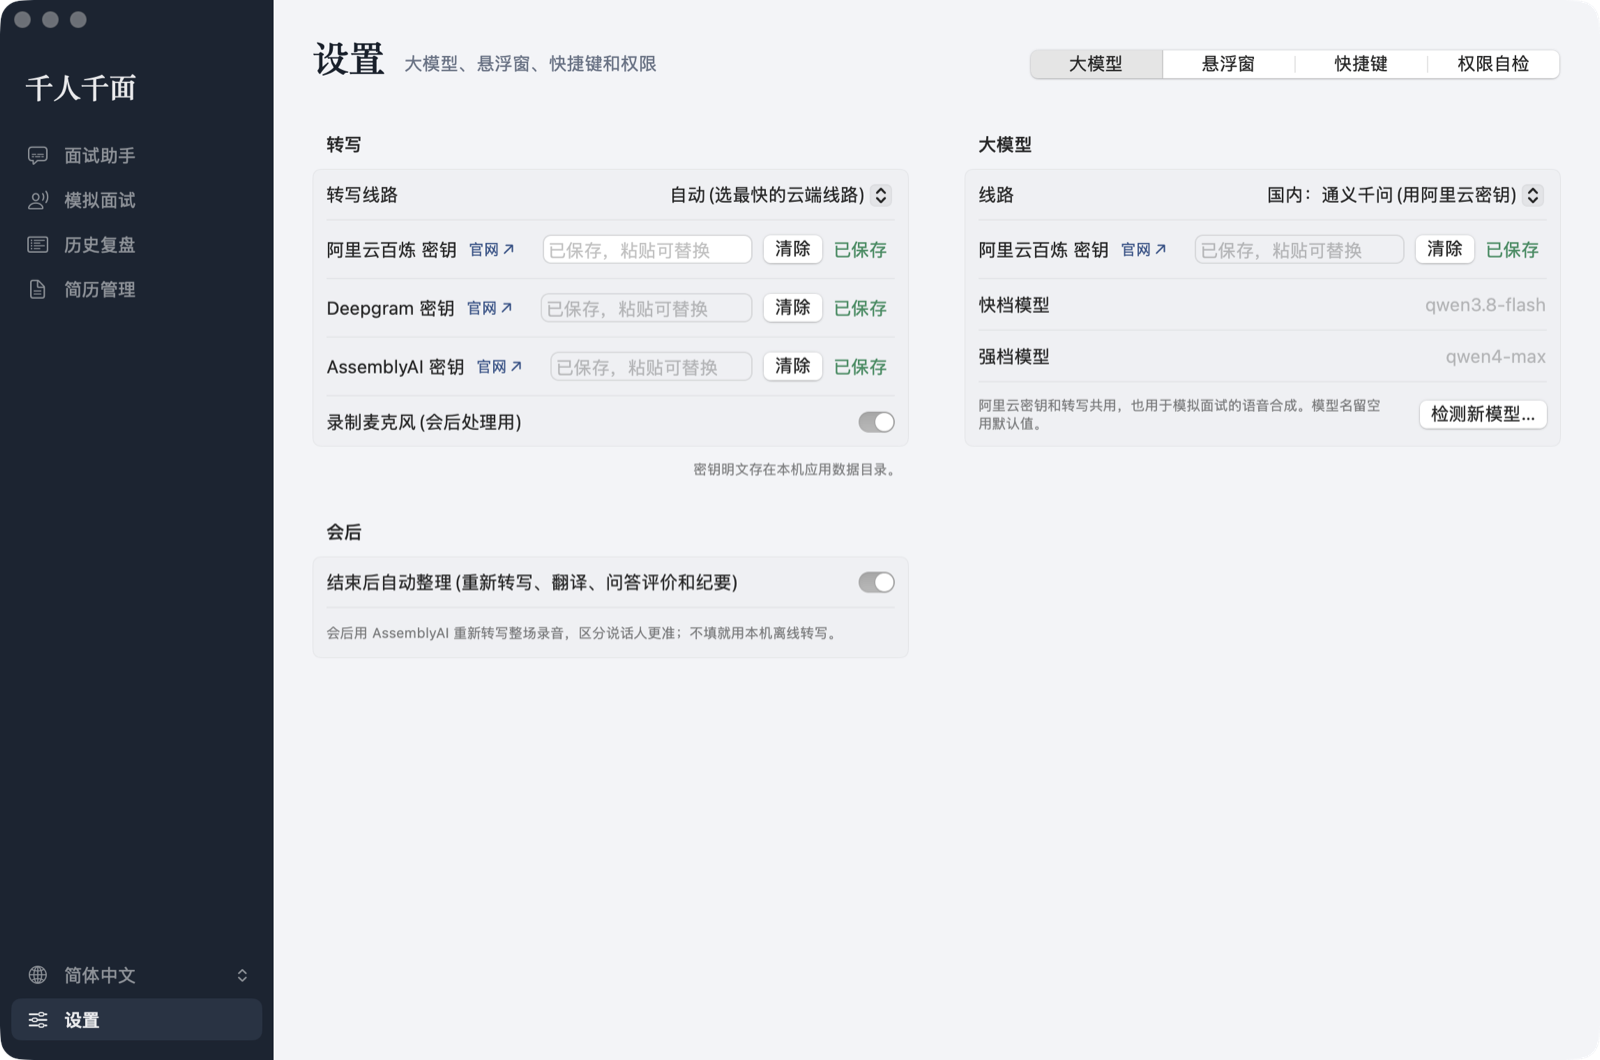 千人千面
面试助手
模拟面试
历史复盘
简历管理
简体中文
设置
设置 大模型、悬浮窗、快捷键和权限
大模型 悬浮窗 快捷键 权限自检
转写
转写线路 自动 (选最快的云端线路)
阿里云百炼 密钥 官网↗ 已保存，粘贴可替换 清除 已保存
Deepgram 密钥 官网↗ 已保存，粘贴可替换 清除 已保存
AssemblyAI 密钥 官网↗ 已保存，粘贴可替换 清除 已保存
录制麦克风 (会后处理用)
密钥明文存在本机应用数据目录。
会后
结束后自动整理 (重新转写、翻译、问答评价和纪要)
会后用 AssemblyAI 重新转写整场录音，区分说话人更准；不填就用本机离线转写。
大模型
线路 国内：通义千问 (用阿里云密钥)
阿里云百炼 密钥 官网↗ 已保存，粘贴可替换 清除 已保存
快档模型 qwen3.8-flash
强档模型 qwen4-max
阿里云密钥和转写共用，也用于模拟面试的语音合成。模型名留空
用默认值。
检测新模型...